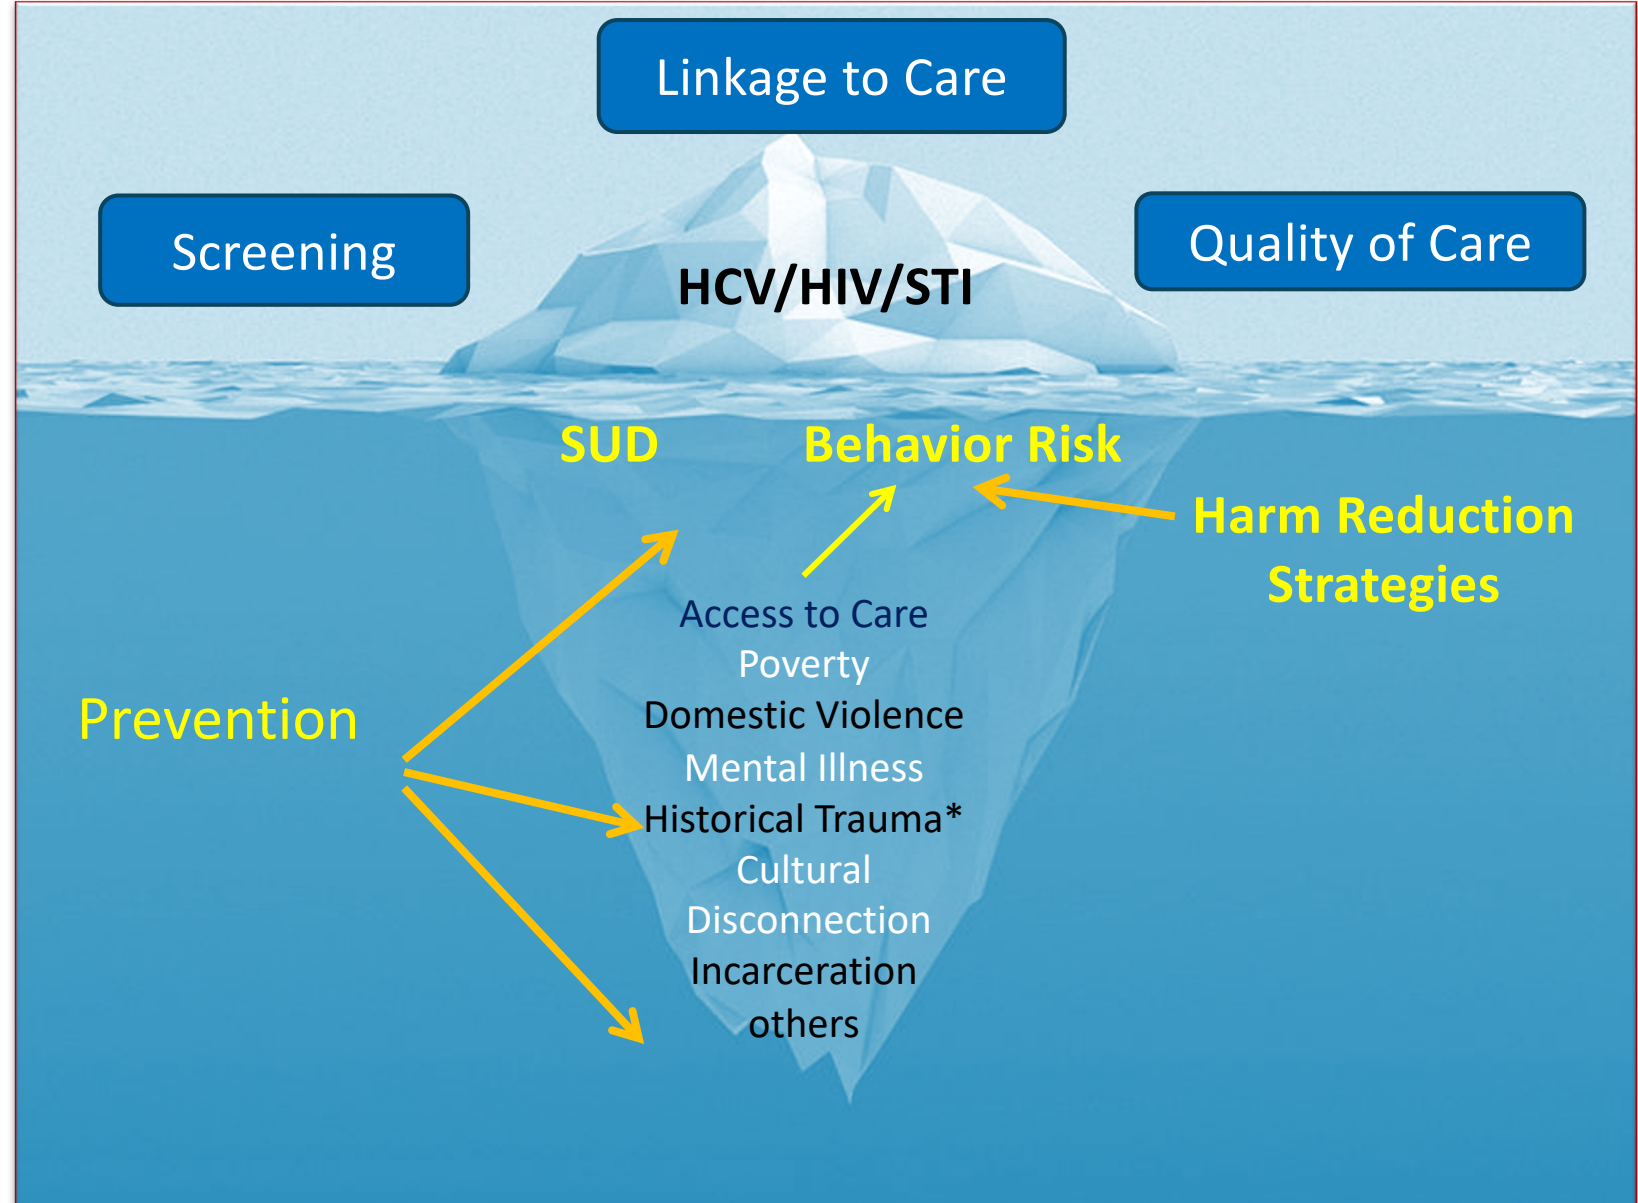 Linkage to Care
Screening
Quality of Care
HCV/HIV/STI
SUD
Behavior Risk
Harm Reduction
Strategies
Access to Care
Poverty
Prevention
Domestic Violence
Mental Illness
Historical Trauma*
Cultural
Disconnection
Incarceration
others